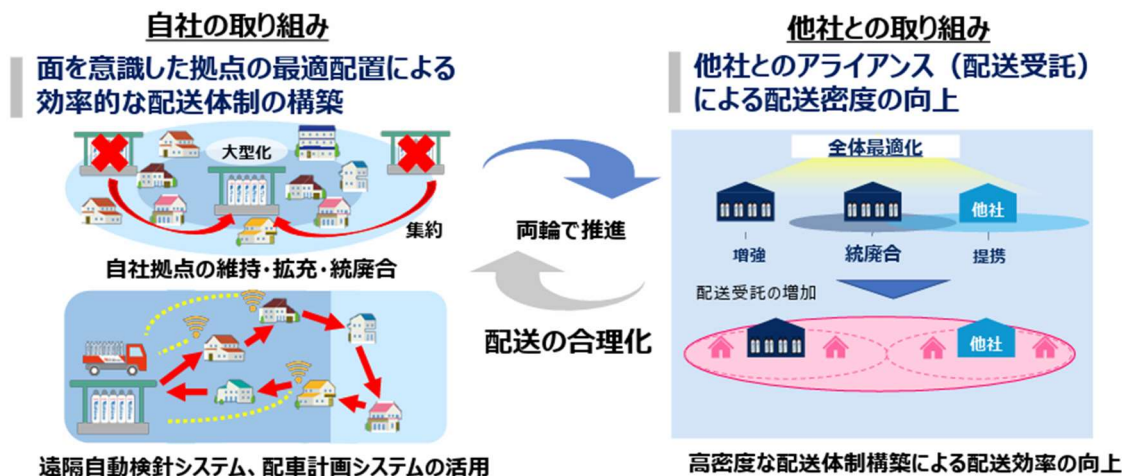 自社の取り組み
面を意識した拠点の最適配置による
効率的な配送体制の構築
大型化
集約
自社拠点の維持・拡充・統廃合
遠隔自動検針システム、配車計画システムの活用
両輪で推進
配送の合理化
他社との取り組み
他社とのアライアンス（配送受託）
による配送密度の向上
全体最適化
他社
増強
統廃合
提携
配送受託の増加
他社
高密度な配送体制構築による配送効率の向上